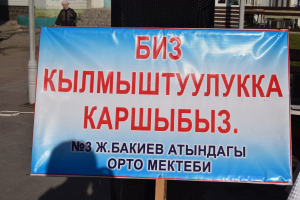 БИЗ
КЫЛМЫШТУУЛУККА
КАРШЫБЫЗ.
№3 Ж.БАКИЕВ АТЫНДАГЫ
ОРТО МЕКТЕБИ